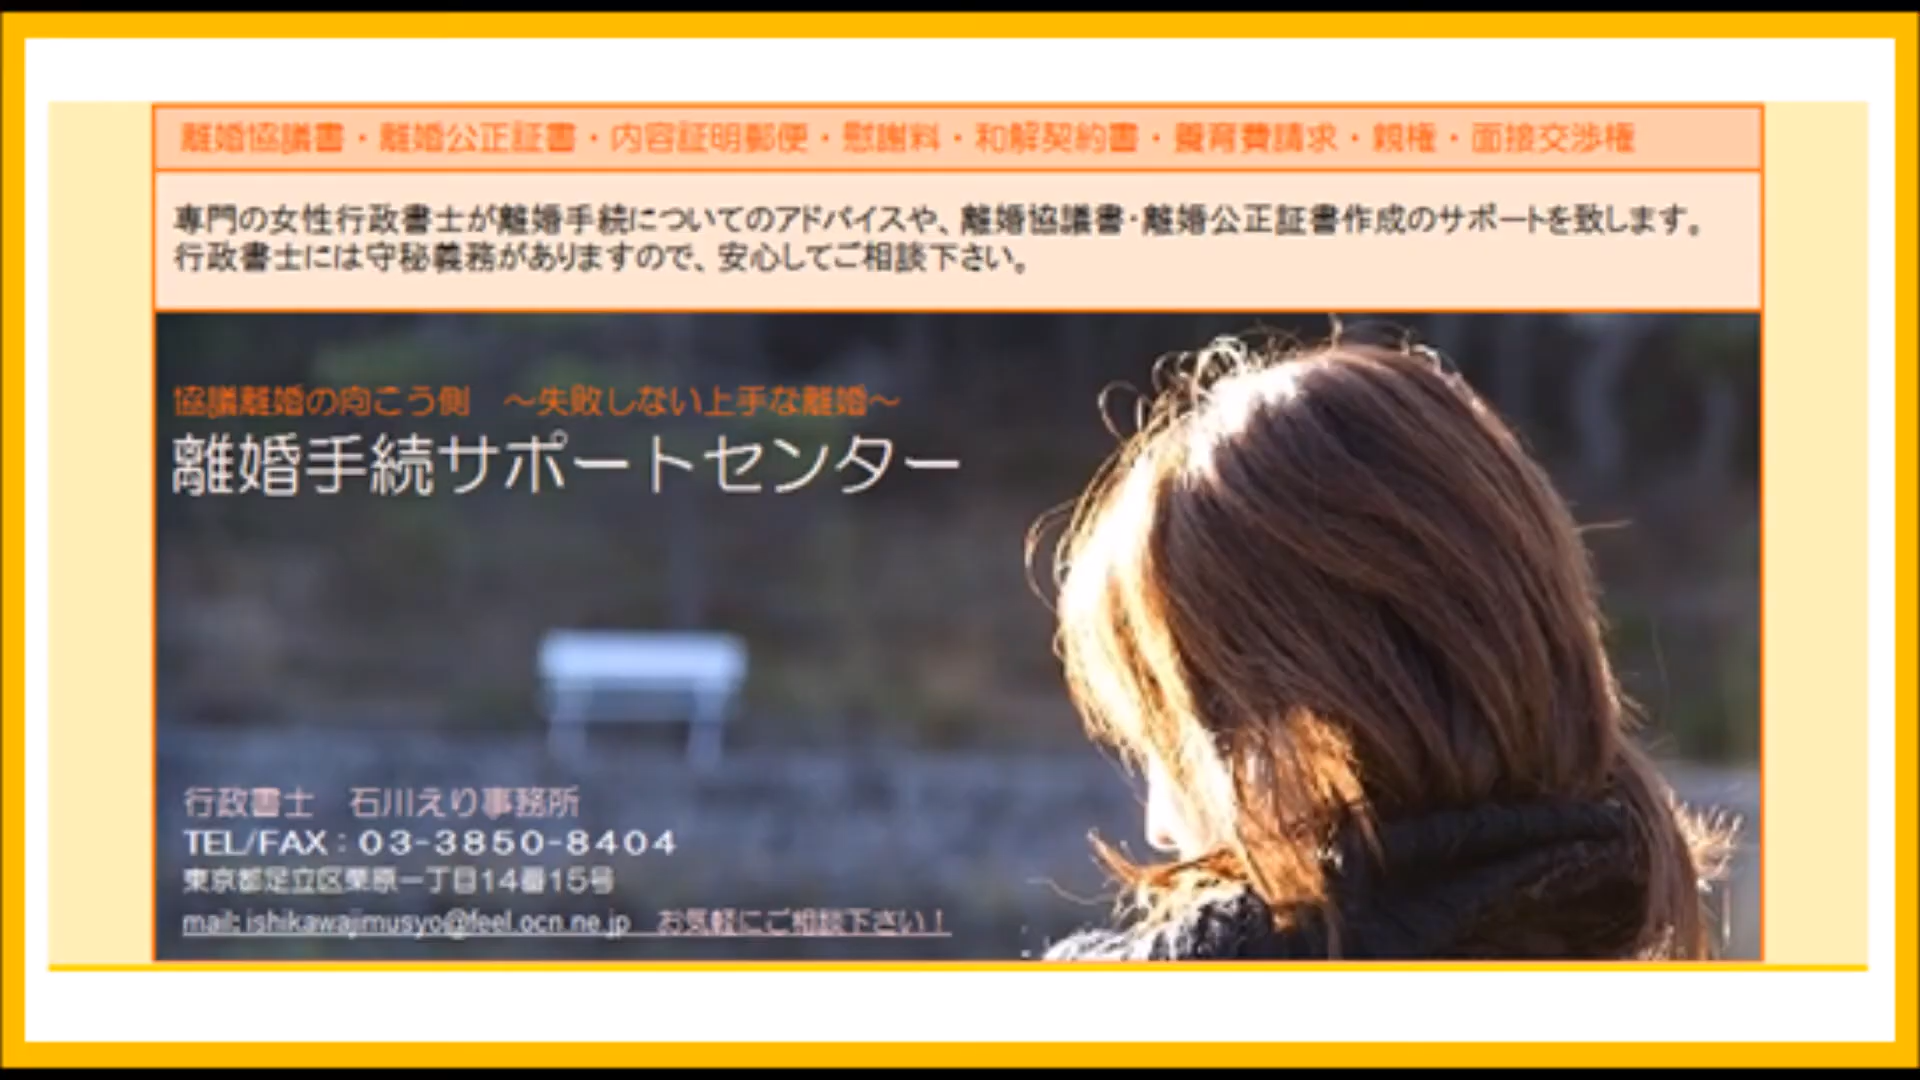 離婚協議書・離婚公正証書・内容証明郵便・慰謝料・和解契約書・養育費請求・親権・面接交渉権
専門の女性行政書士が離婚手続についてのアドバイスや、離婚協議書・離婚公正証書作成のサポートを致します。
行政書士には守秘義務がありますので、安心してご相談下さい。
協議離婚の向こう側　～失敗しない上手な離婚～
離婚手続サポートセンター
行政書士　石川えり事務所
TEL/FAX：03-3850-8404
東京都足立区栗原一丁目14番15号
mail: ishikawajimusyo@feel.ocn.ne.jp　お気軽にご相談下さい！